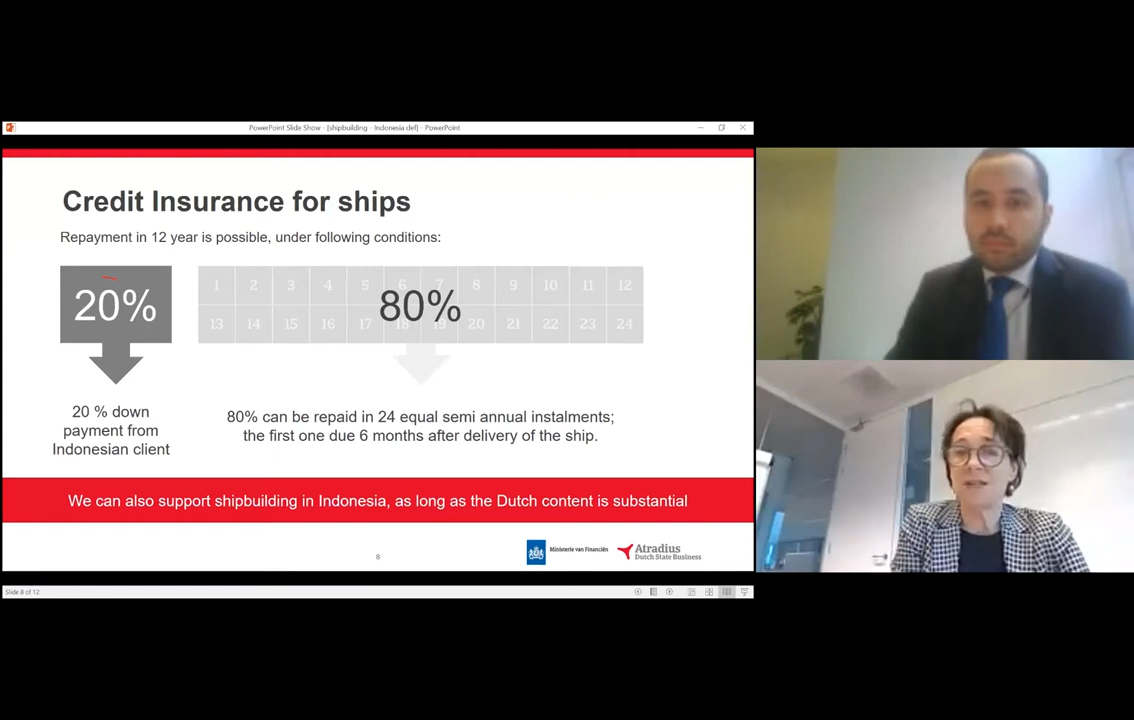 PowerPoint Slide Show - [shipbuilding - Indonesia def] - PowerPoint
Credit Insurance for ships
Repayment in 12 year is possible, under following conditions:
20%
1 2 3 4 5 6 7 8 9 10 11 12
80%
13 14 15 16 17 18 19 20 21 22 23 24
20 % down
payment from
Indonesian client
80% can be repaid in 24 equal semi annual instalments;
the first one due 6 months after delivery of the ship.
We can also support shipbuilding in Indonesia, as long as the Dutch content is substantial
8
Ministerie van Financiën
Atradius
Dutch State Business
Slide 8 of 12